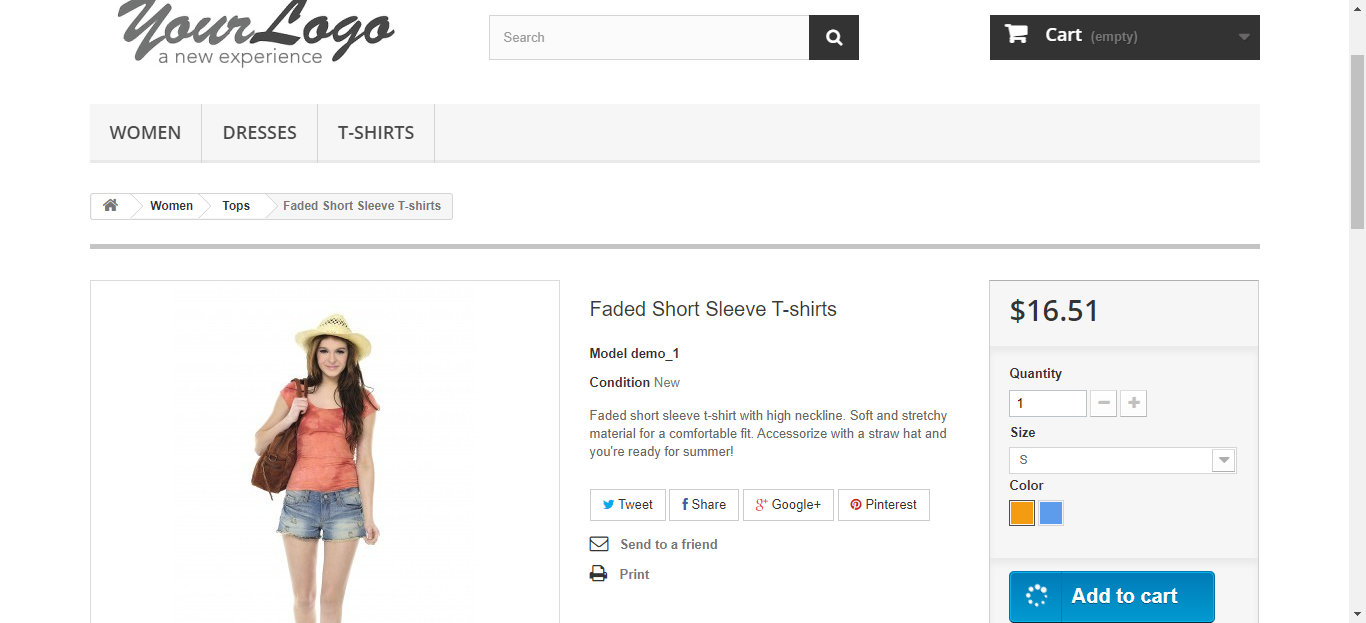 YourLogo
a new experience
Search
Cart (empty)
WOMEN DRESSES T-SHIRTS
Women Tops Faded Short Sleeve T-shirts
Faded Short Sleeve T-shirts
Model demo_1
Condition New
Faded short sleeve t-shirt with high neckline. Soft and stretchy
material for a comfortable fit. Accessorize with a straw hat and
you're ready for summer!
Tweet Share Google+ Pinterest
Send to a friend
Print
$16.51
Quantity
1
Size
S
Color
Add to cart